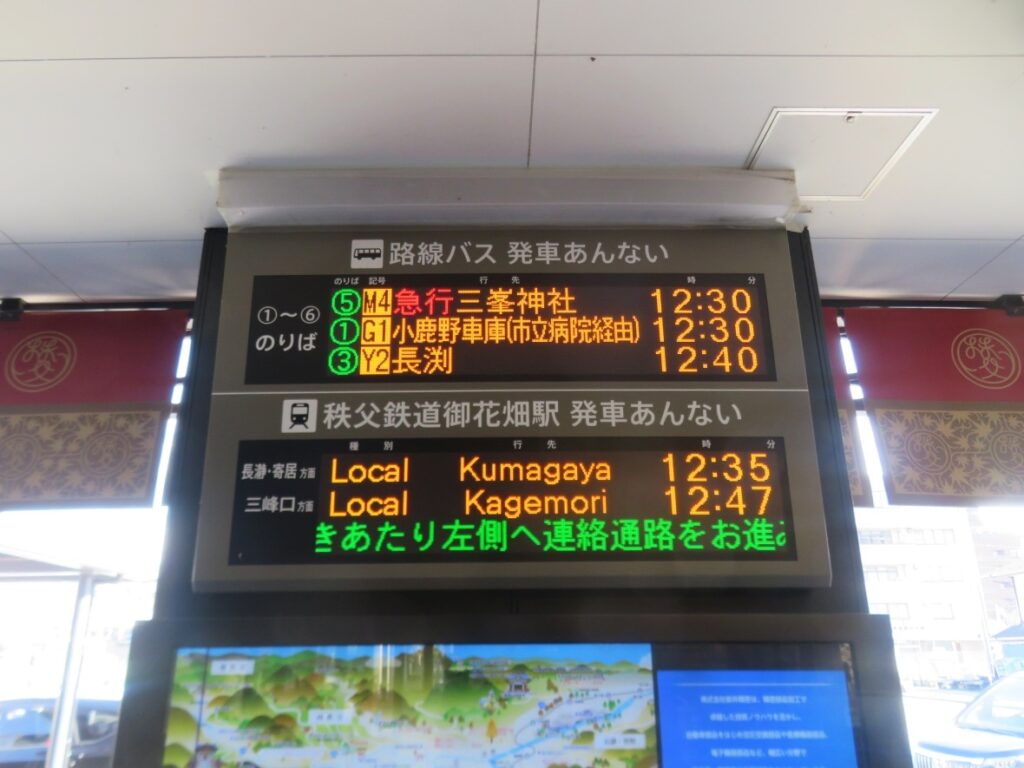 路線バス 発車あんない
のりば 記号 行先 時 分
①～⑥
のりば
⑤ M4 急行 三峯神社 12:30
① G1 小鹿野車庫(市立病院経由) 12:30
③ Y2 長渕 12:40
秩父鉄道御花畑駅 発車あんない
種別 行先 時 分
長瀞・寄居方面 Local Kumagaya 12:35
三峰口方面 Local Kagemori 12:47
きあたり左側へ連絡通路をお進み